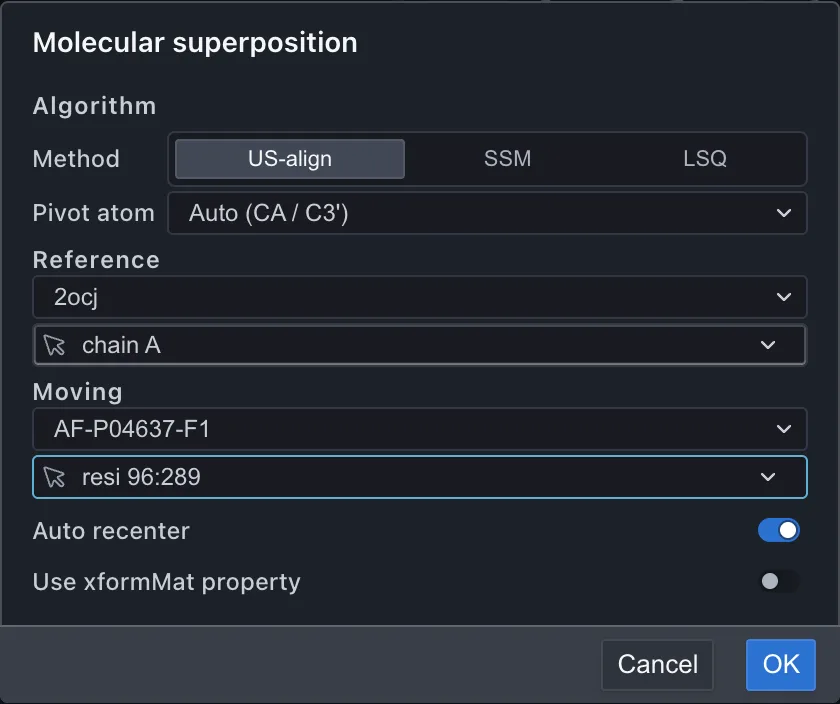 Molecular superposition
Algorithm
Method US-align SSM LSQ
Pivot atom Auto (CA / C3')
Reference
2ocj
chain A
Moving
AF-P04637-F1
resi 96:289
Auto recenter
Use xformMat property
Cancel OK